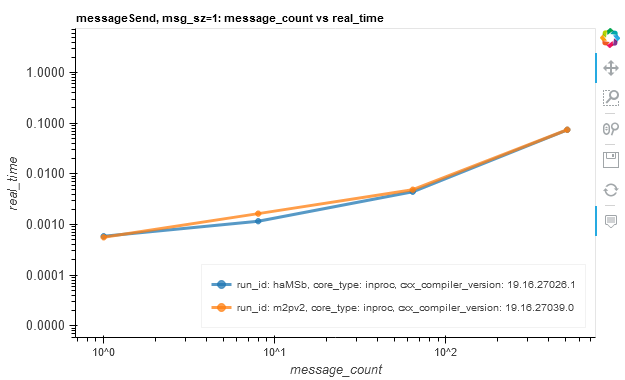 messageSend, msg_sz=1: message_count vs real_time
1.0000
0.1000
0.0100
0.0010
0.0001
0.0000
real_time
run_id: haMSb, core_type: inproc, cxx_compiler_version: 19.16.27026.1
run_id: m2pv2, core_type: inproc, cxx_compiler_version: 19.16.27039.0
10^0
10^1
10^2
message_count